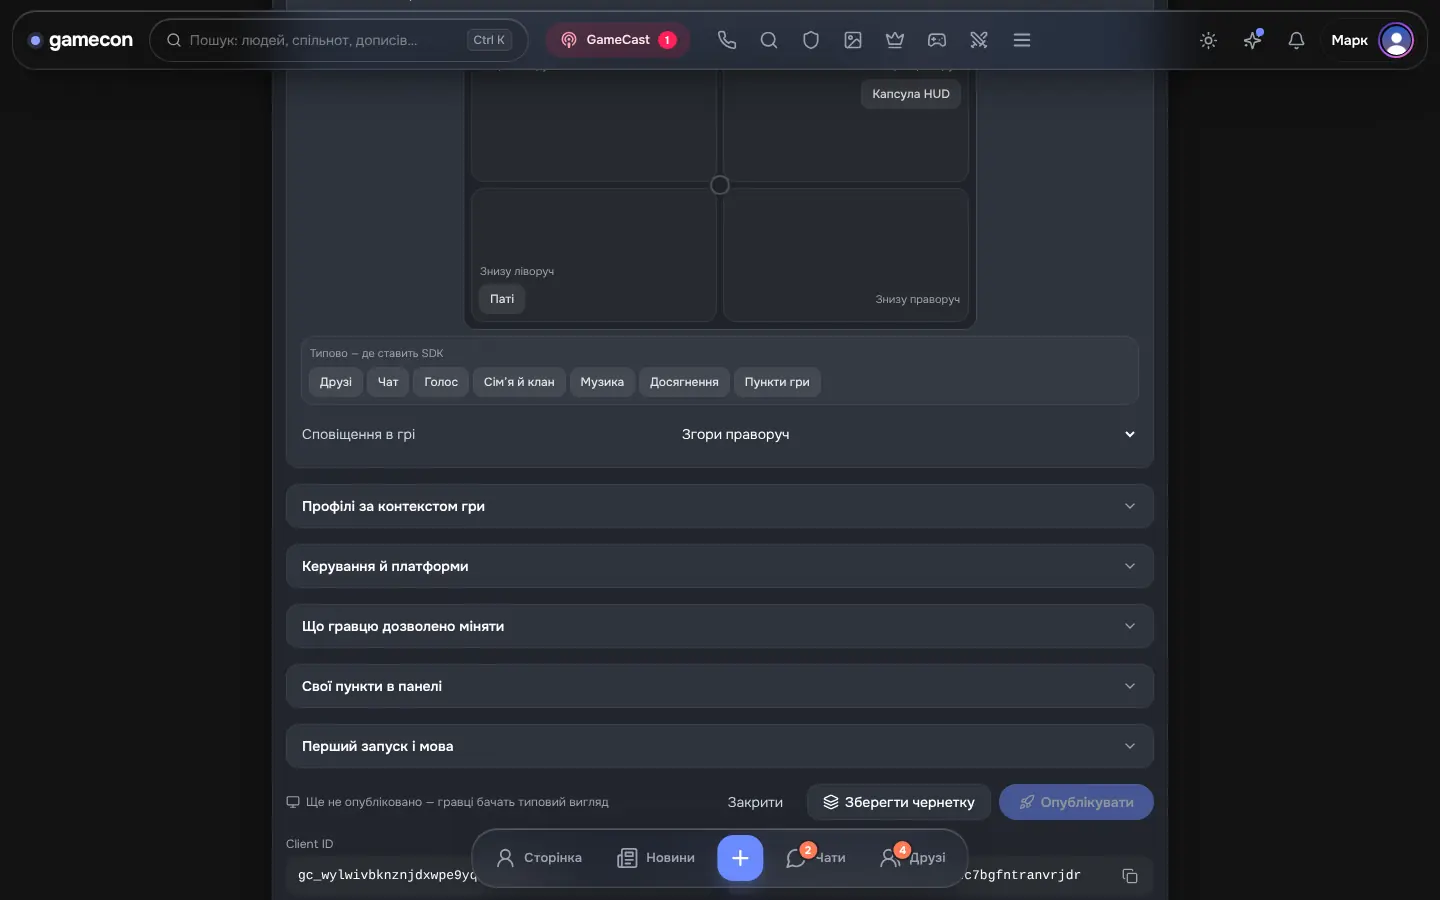 gamecon
Пошук: людей, спільнот, дописів...
Ctrl K
GameCast 1
Марк
Капсула HUD
Знизу ліворуч
Паті
Знизу праворуч
Типово — де ставить SDK
Друзі
Чат
Голос
Сім'я й клан
Музика
Досягнення
Пункти гри
Сповіщення в грі
Згори праворуч
Профілі за контекстом гри
Керування й платформи
Що гравцю дозволено міняти
Свої пункти в панелі
Перший запуск і мова
Ще не опубліковано — гравці бачать типовий вигляд
Закрити
Зберегти чернетку
Опублікувати
Client ID
Сторінка
Новини
2
Чати
4
Друзі
gc_wylwivbknznjdxwpe9yq
c7bgfntranvrjdr